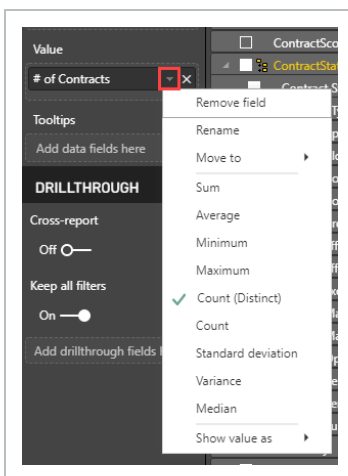 Value
ContractSco
ContractStat
# of Contracts
Remove field
Rename
Move to
Tooltips
Add data fields here
Sum
Average
DRILLTHROUGH
Minimum
Cross-report
Maximum
Off
Count (Distinct)
Keep all filters
Count
On
Standard deviation
Add drillthrough fields
Variance
Median
Show value as